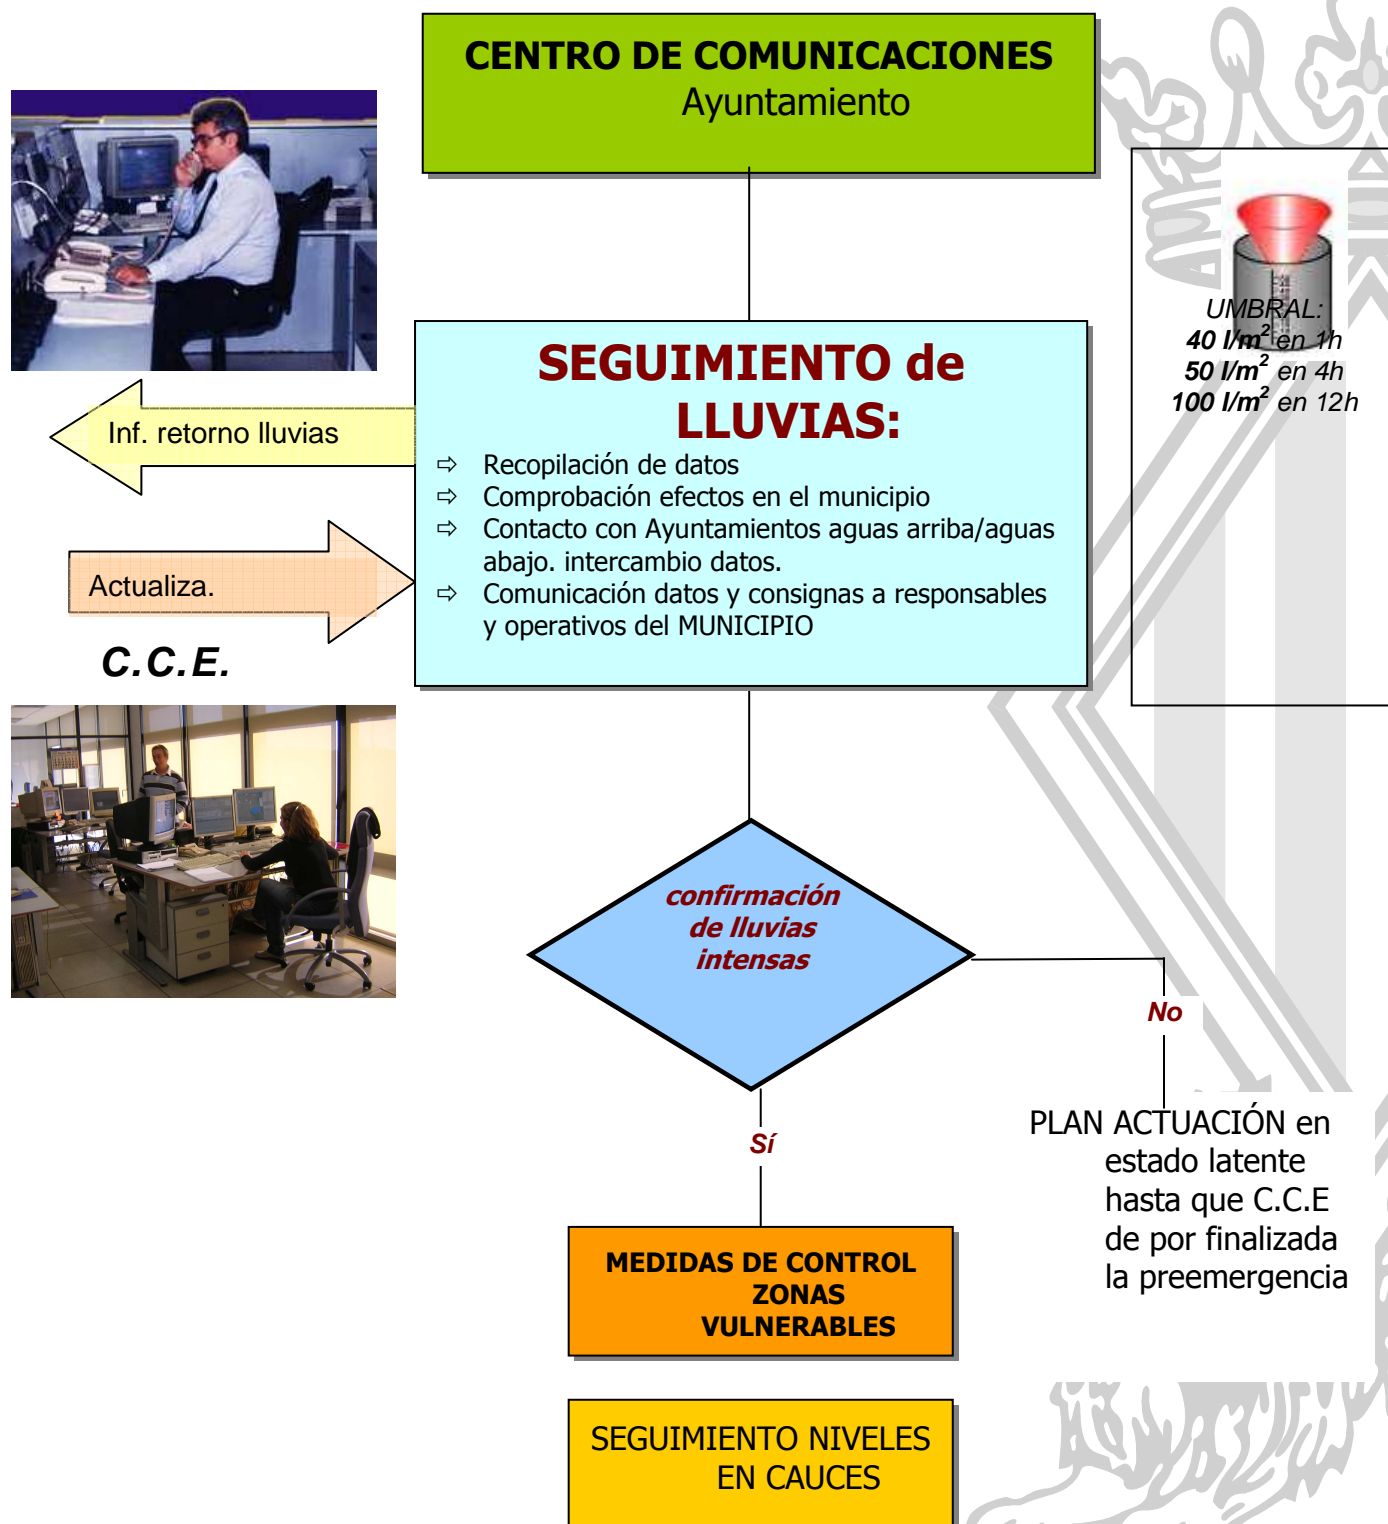 CENTRO DE COMUNICACIONES
Ayuntamiento
UMBRAL:
40 l/m² en 1h
50 l/m² en 4h
100 l/m² en 12h
SEGUIMIENTO de
LLUVIAS:
⇨ Recopilación de datos
⇨ Comprobación efectos en el municipio
⇨ Contacto con Ayuntamientos aguas arriba/aguas
abajo. intercambio datos.
⇨ Comunicación datos y consignas a responsables
y operativos del MUNICIPIO
Inf. retorno lluvias
Actualiza.
C.C.E.
confirmación
de lluvias
intensas
No
Sí
PLAN ACTUACIÓN en
estado latente
hasta que C.C.E
de por finalizada
la preemergencia
MEDIDAS DE CONTROL
ZONAS
VULNERABLES
SEGUIMIENTO NIVELES
EN CAUCES